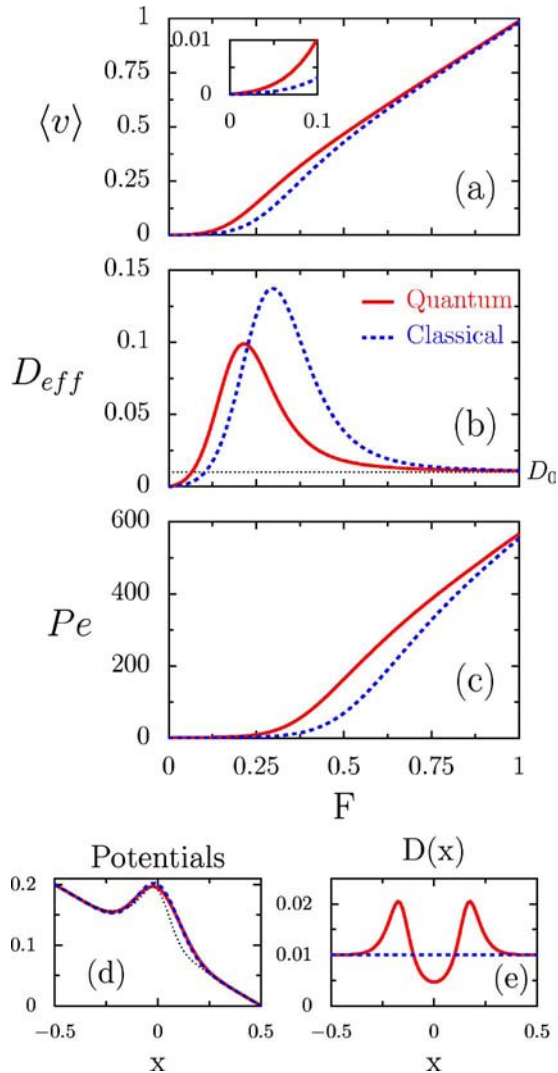 1
0.75
0.5
0.25
0
⟨v⟩
0.01
0
0
0.1
(a)
0.15
0.1
0.05
0
D_eff
Quantum
Classical
(b)
D_0
600
400
200
0
Pe
(c)
0 0.25 0.5 0.75 1
F
Potentials
0.2
0.1
0
(d)
−0.5 0 0.5
x
D(x)
0.02
0.01
0
(e)
−0.5 0 0.5
x